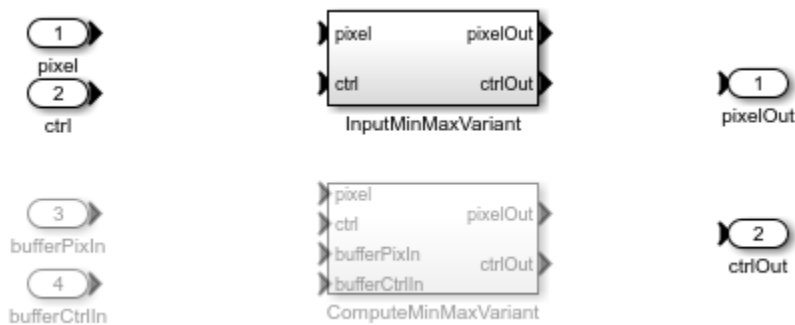 1
pixel
2
ctrl
pixel pixelOut
ctrl ctrlOut
InputMinMaxVariant
1
pixelOut
3
bufferPixIn
4
bufferCtrlIn
pixel
ctrl
bufferPixIn
bufferCtrlIn
pixelOut
ctrlOut
ComputeMinMaxVariant
2
ctrlOut